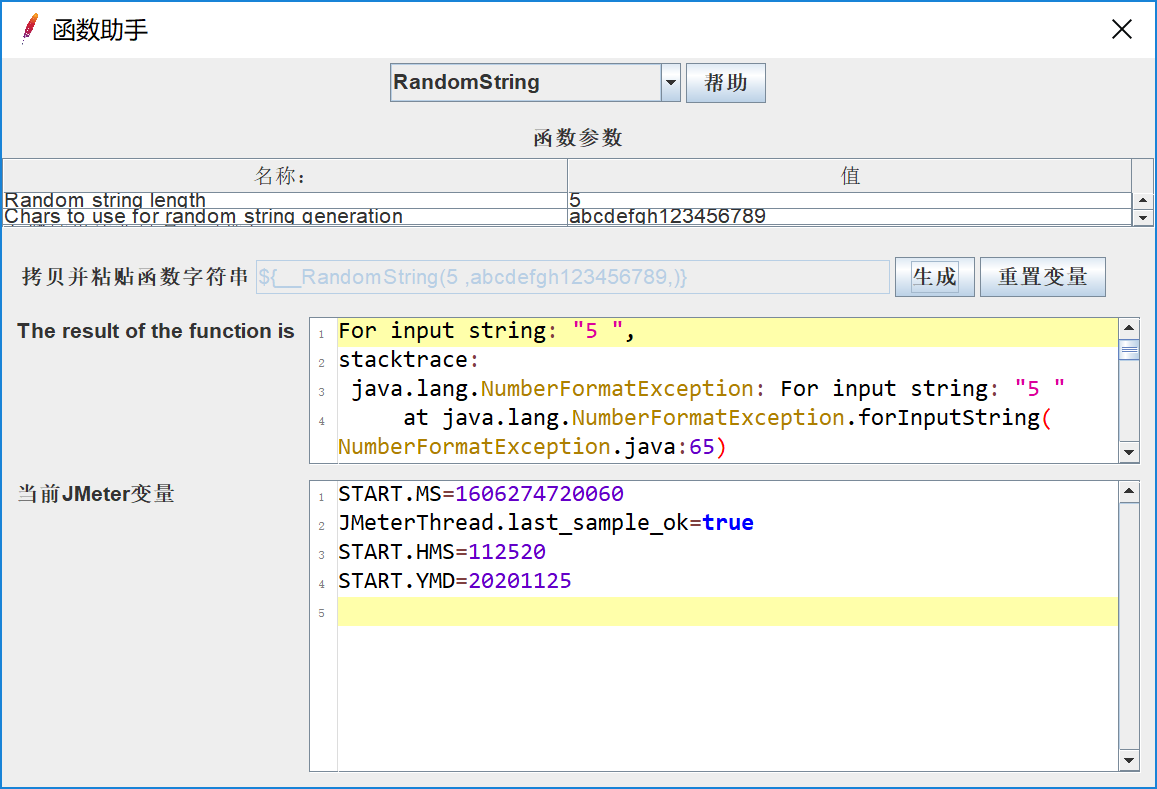 函数助手
RandomString 帮助
函数参数
名称: 值
Random string length 5
Chars to use for random string generation abcdefgh123456789
拷贝并粘贴函数字符串 ${__RandomString(5 ,abcdefgh123456789,)} 生成 重置变量
The result of the function is
1 For input string: "5 ",
2 stacktrace:
3 java.lang.NumberFormatException: For input string: "5 "
4 at java.lang.NumberFormatException.forInputString(
NumberFormatException.java:65)
当前JMeter变量
1 START.MS=1606274720060
2 JMeterThread.last_sample_ok=true
3 START.HMS=112520
4 START.YMD=20201125
5